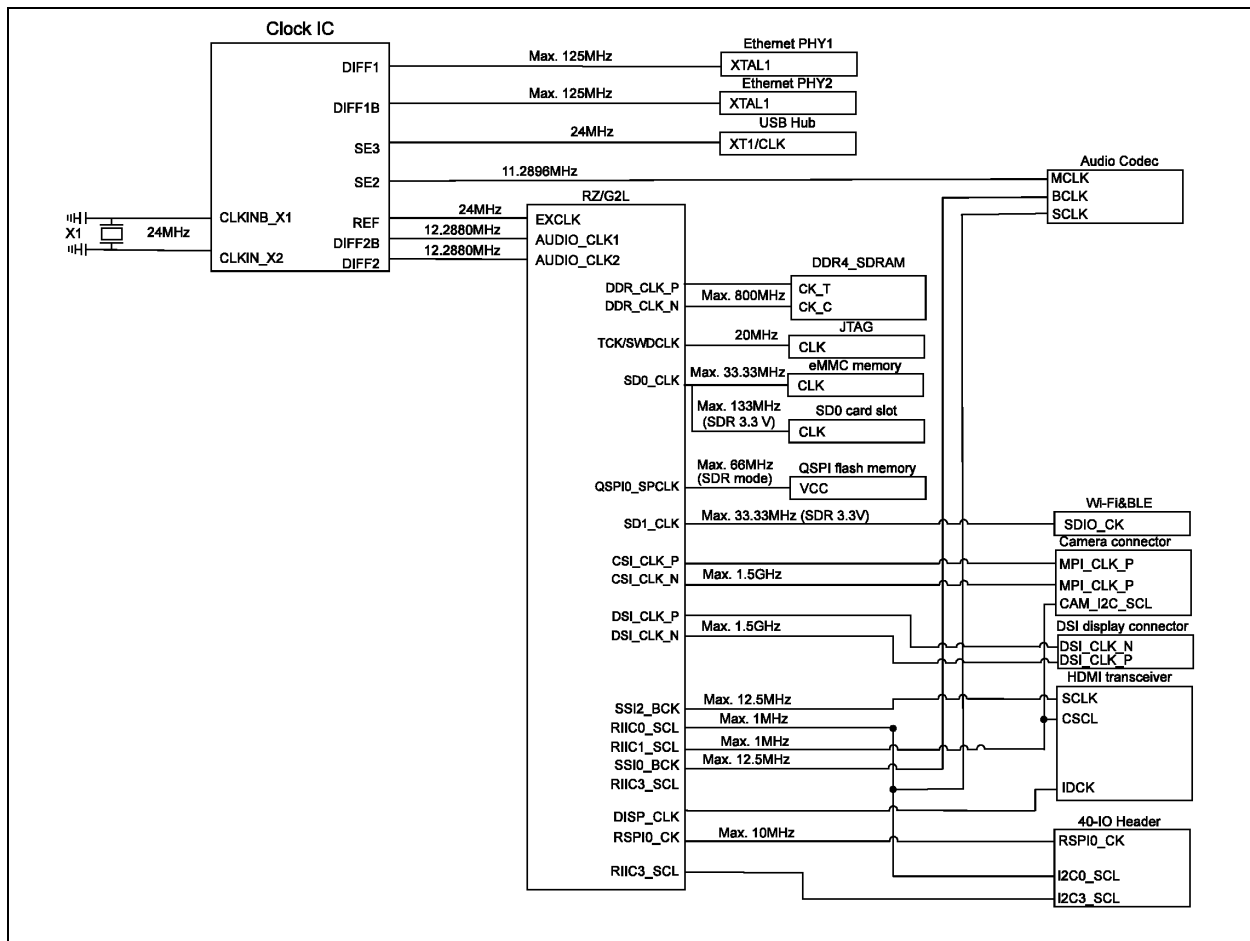 Clock IC
DIFF1
Max. 125MHz
Ethernet PHY1
XTAL1
DIFF1B
Max. 125MHz
Ethernet PHY2
XTAL1
SE3
24MHz
USB Hub
XT1/CLK
SE2
11.2896MHz
Audio Codec
MCLK
BCLK
SCLK
X1
24MHz
CLKINB_X1
CLKIN_X2
REF
DIFF2B
DIFF2
24MHz
12.2880MHz
12.2880MHz
RZ/G2L
EXCLK
AUDIO_CLK1
AUDIO_CLK2
DDR_CLK_P
DDR_CLK_N
Max. 800MHz
DDR4_SDRAM
CK_T
CK_C
TCK/SWDCLK
20MHz
JTAG
CLK
SD0_CLK
Max. 33.33MHz
eMMC memory
CLK
Max. 133MHz
(SDR 3.3 V)
SD0 card slot
CLK
QSPI0_SPCLK
Max. 66MHz
(SDR mode)
QSPI flash memory
VCC
SD1_CLK
Max. 33.33MHz (SDR 3.3V)
Wi-Fi&BLE
SDIO_CK
CSI_CLK_P
CSI_CLK_N
Max. 1.5GHz
Camera connector
MPI_CLK_P
MPI_CLK_P
CAM_I2C_SCL
DSI_CLK_P
DSI_CLK_N
Max. 1.5GHz
DSI display connector
DSI_CLK_N
DSI_CLK_P
HDMI transceiver
SCLK
CSCL
IDCK
SSI2_BCK
Max. 12.5MHz
RIIC0_SCL
Max. 1MHz
RIIC1_SCL
Max. 1MHz
SSI0_BCK
Max. 12.5MHz
RIIC3_SCL
DISP_CLK
RSPI0_CK
Max. 10MHz
RIIC3_SCL
40-IO Header
RSPI0_CK
I2C0_SCL
I2C3_SCL